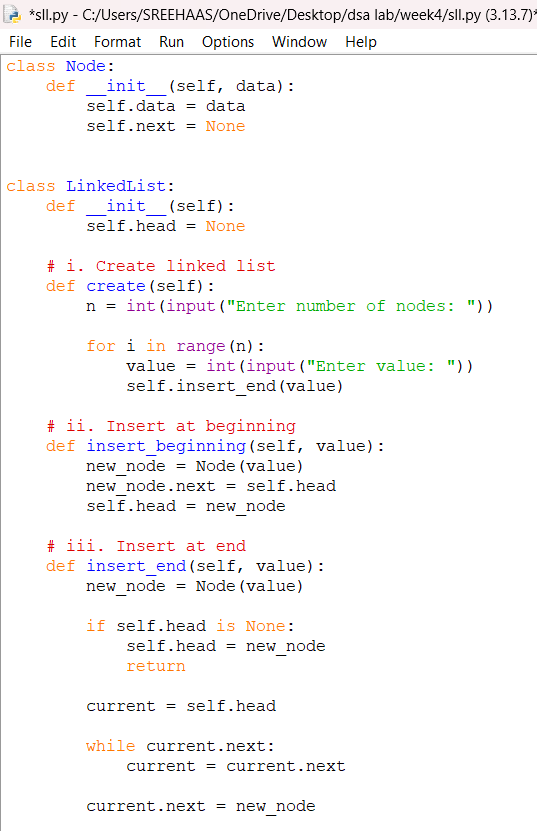 *sll.py - C:/Users/SREEHAAS/OneDrive/Desktop/dsa lab/week4/sll.py (3.13.7)*
File Edit Format Run Options Window Help
class Node:
    def __init__(self, data):
        self.data = data
        self.next = None


class LinkedList:
    def __init__(self):
        self.head = None

    # i. Create linked list
    def create(self):
        n = int(input("Enter number of nodes: "))

        for i in range(n):
            value = int(input("Enter value: "))
            self.insert_end(value)

    # ii. Insert at beginning
    def insert_beginning(self, value):
        new_node = Node(value)
        new_node.next = self.head
        self.head = new_node

    # iii. Insert at end
    def insert_end(self, value):
        new_node = Node(value)

        if self.head is None:
            self.head = new_node
            return

        current = self.head

        while current.next:
            current = current.next

        current.next = new_node